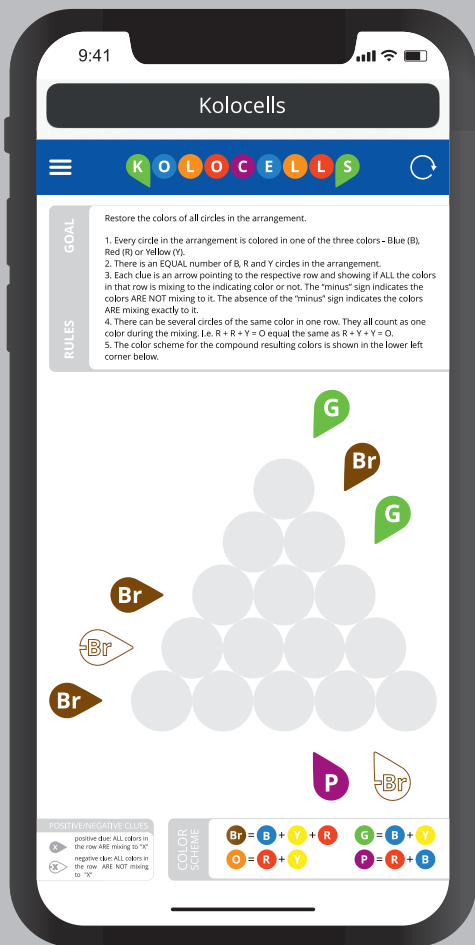 9:41
Kolocells
KOLOCELLS
GOAL
Restore the colors of all circles in the arrangement.
RULES
1. Every circle in the arrangement is colored in one of the three colors – Blue (B),
Red (R) or Yellow (Y).
2. There is an EQUAL number of B, R and Y circles in the arrangement.
3. Each clue is an arrow pointing to the respective row and showing if ALL the colors
in that row is mixing to the indicating color or not. The “minus” sign indicates the
colors ARE NOT mixing to it. The absence of the “minus” sign indicates the colors
ARE mixing exactly to it.
4. There can be several circles of the same color in one row. They all count as one
color during the mixing. I.e. R + R + Y = O equal the same as R + Y + Y = O.
5. The color scheme for the compound resulting colors is shown in the lower left
corner below.
G
Br
G
Br
-Br
Br
P
-Br
POSITIVE/NEGATIVE CLUES
X
positive clue: ALL colors in
the row ARE mixing to "X"
-X
negative clue: ALL colors in
the row ARE NOT mixing
to "X"
COLOR
SCHEME
Br = B + Y + R
G = B + Y
O = R + Y
P = R + B